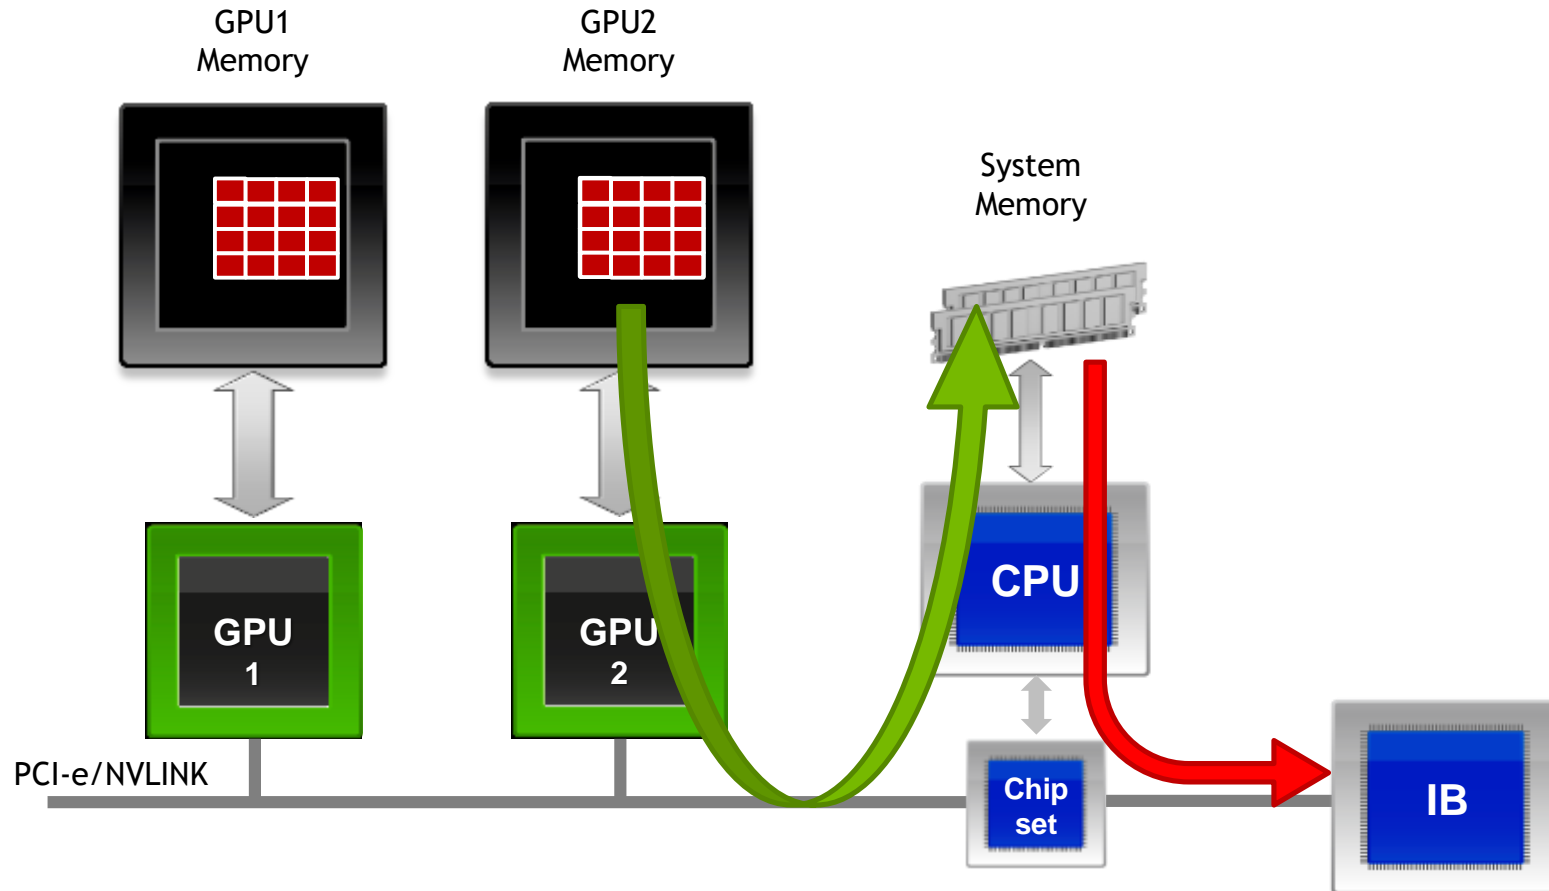 GPU1
Memory
GPU2
Memory
System
Memory
CPU
GPU
1
GPU
2
PCI-e/NVLINK
Chip
set
IB